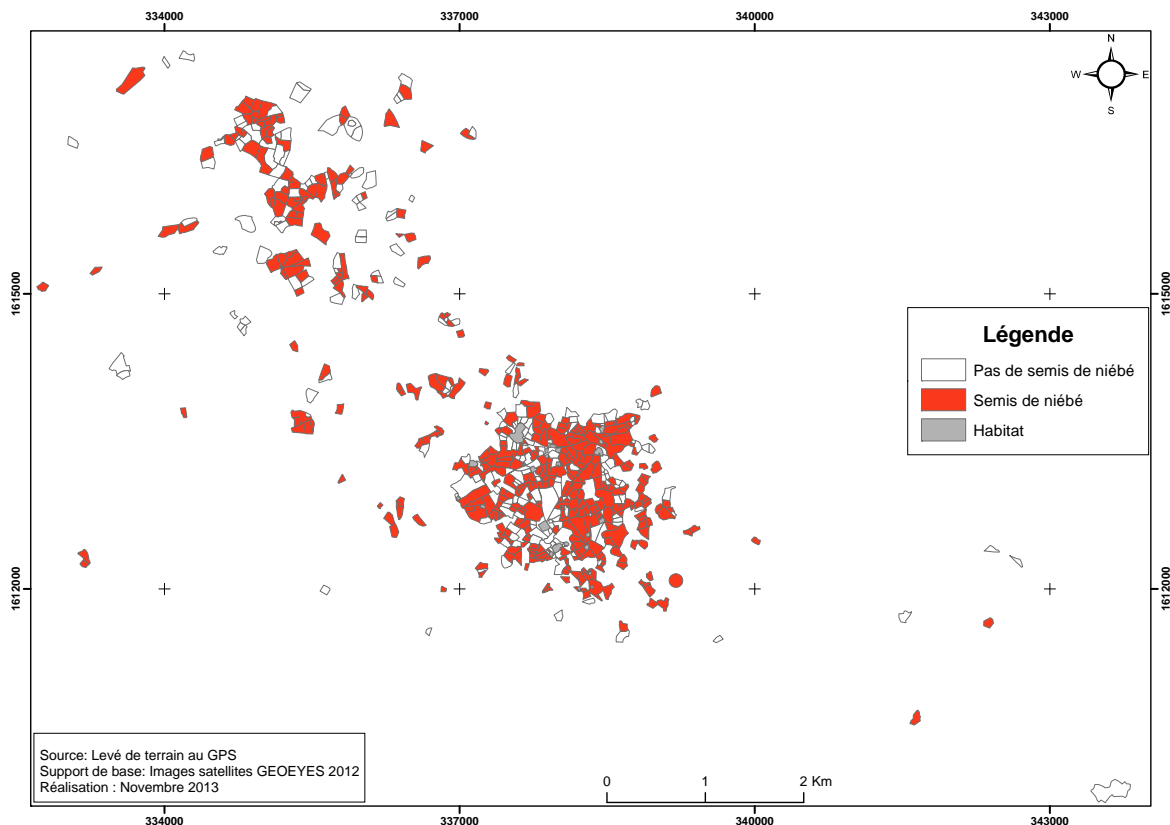 334000 337000 340000 343000
N
W E
S
1615000 1615000
Légende
Pas de semis de niébé
Semis de niébé
Habitat
1612000 1612000
Source: Levé de terrain au GPS
Support de base: Images satellites GEOEYES 2012
Réalisation : Novembre 2013
0 1 2 Km
334000 337000 340000 343000